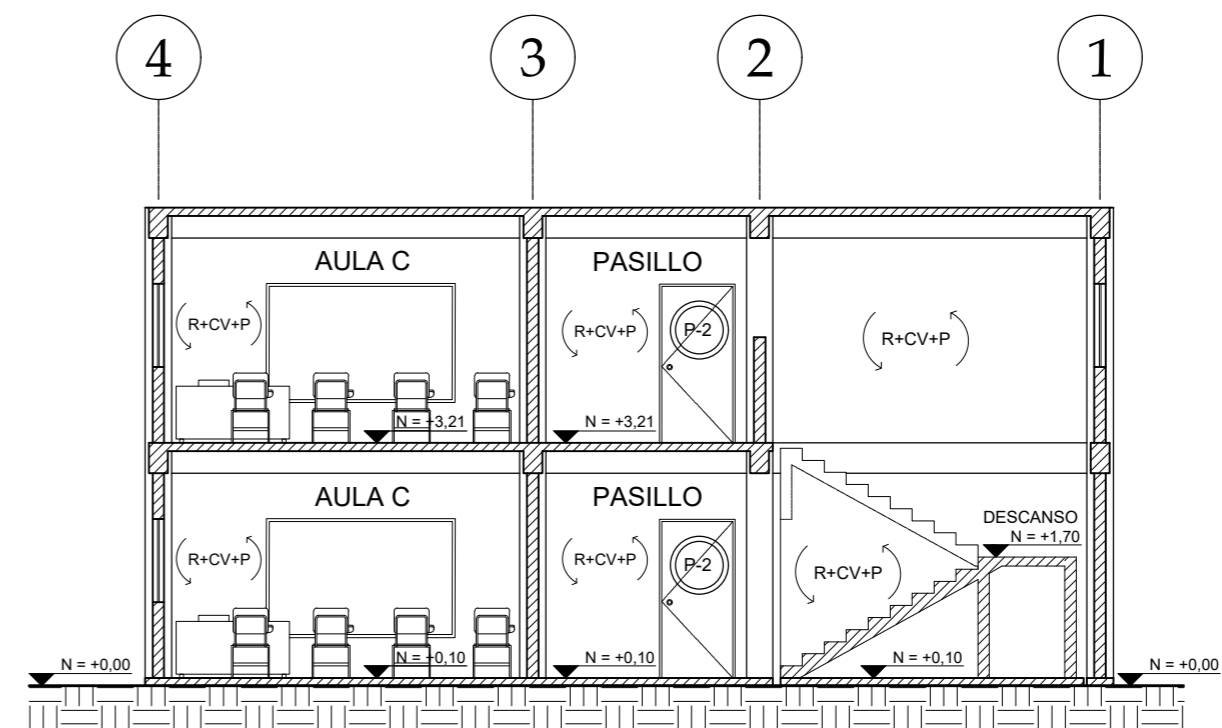 4 3 2 1
AULA C PASILLO
R+CV+P R+CV+P P-2 R+CV+P
N = +3,21 N = +3,21
AULA C PASILLO
DESCANSO
N = +1,70
R+CV+P R+CV+P P-2 R+CV+P
N = +0,00 N = +0,10 N = +0,10 N = +0,10 N = +0,00